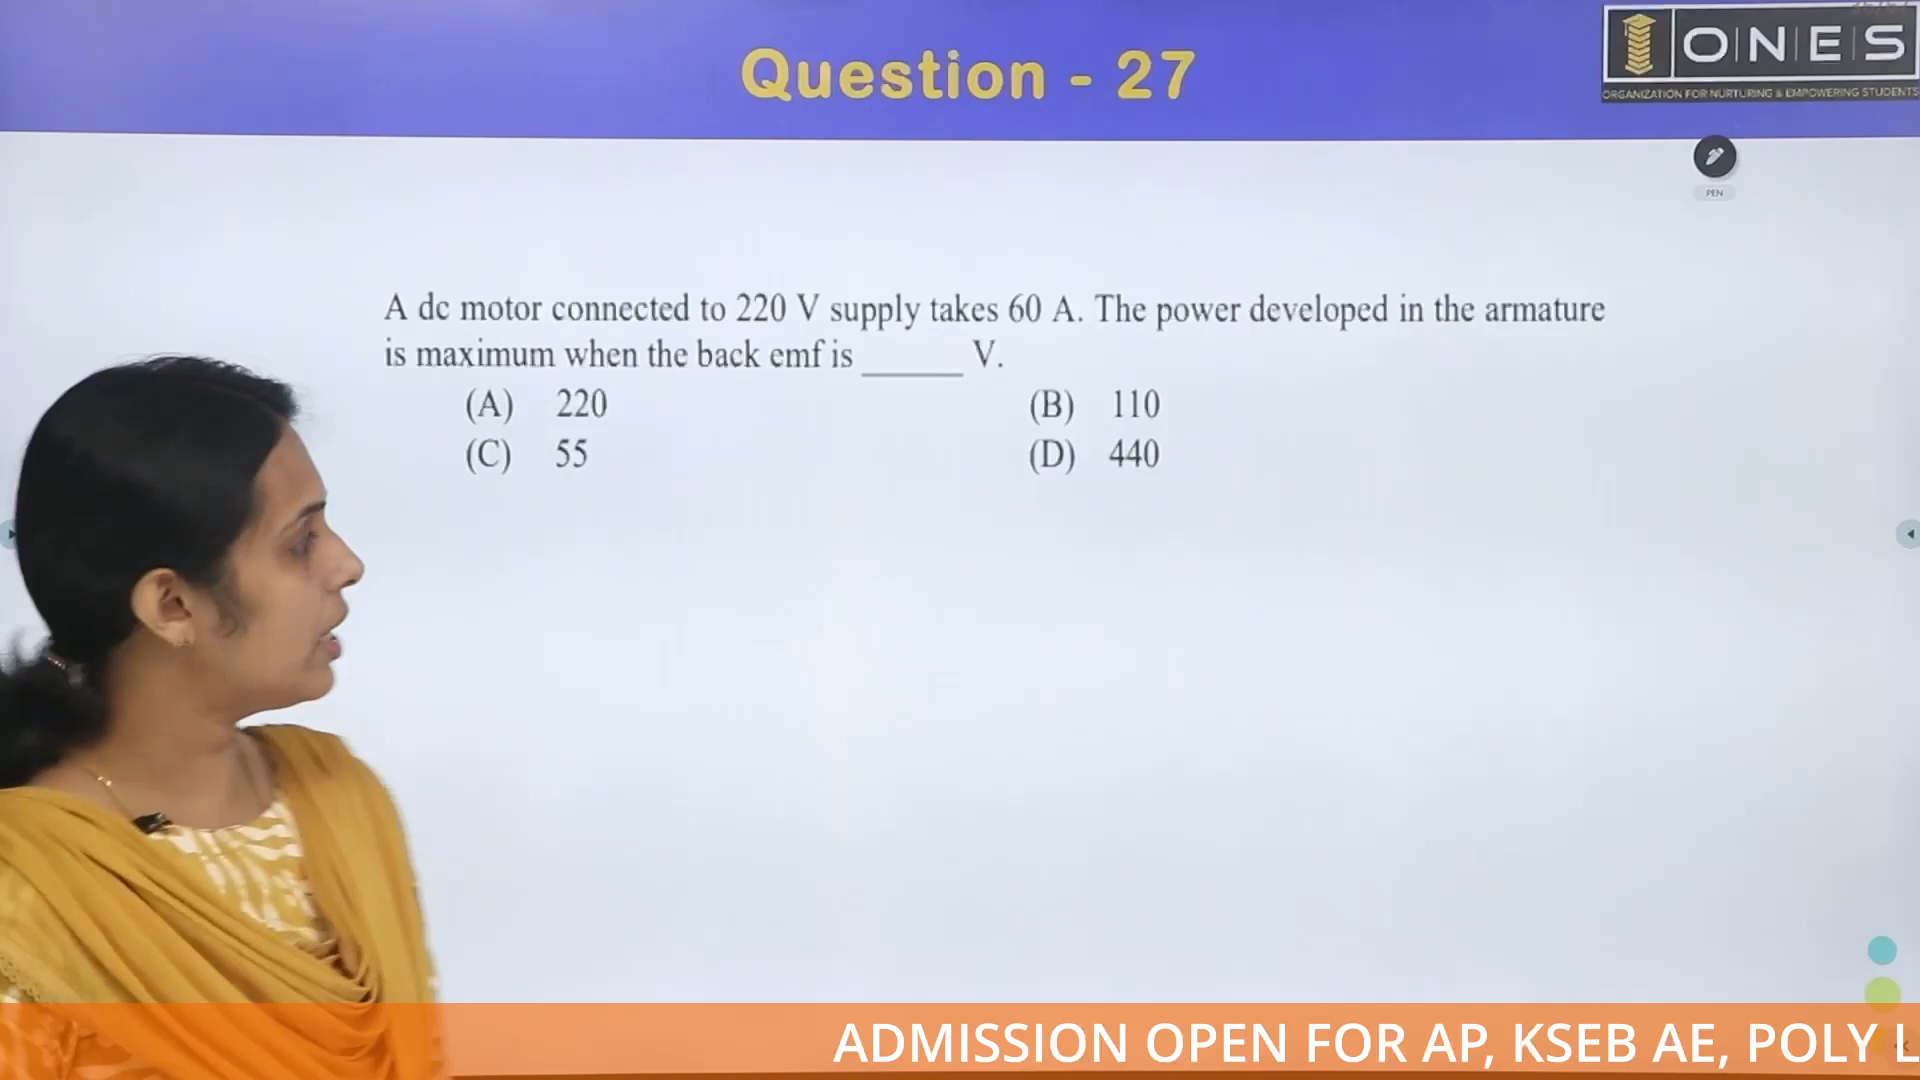 Question - 27
O|N|E|S
ORGANIZATION FOR NURTURING & EMPOWERING STUDENTS
PEN
A dc motor connected to 220 V supply takes 60 A. The power developed in the armature
is maximum when the back emf is ______ V.
(A) 220 (B) 110
(C) 55 (D) 440
ADMISSION OPEN FOR AP, KSEB AE, POLY L